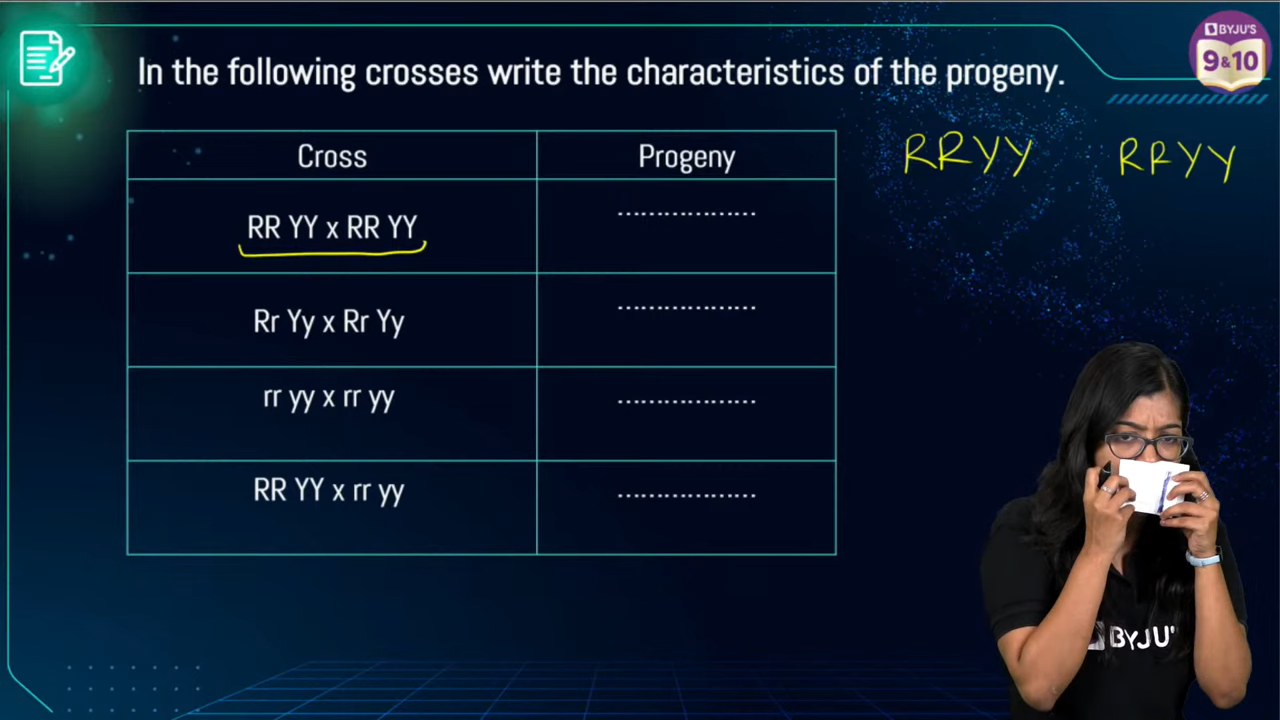 BYJU'S
9&10
In the following crosses write the characteristics of the progeny.
RRYY RRYY
Cross Progeny
RR YY x RR YY ..................
Rr Yy x Rr Yy ..................
rr yy x rr yy ..................
RR YY x rr yy ..................
BYJU'